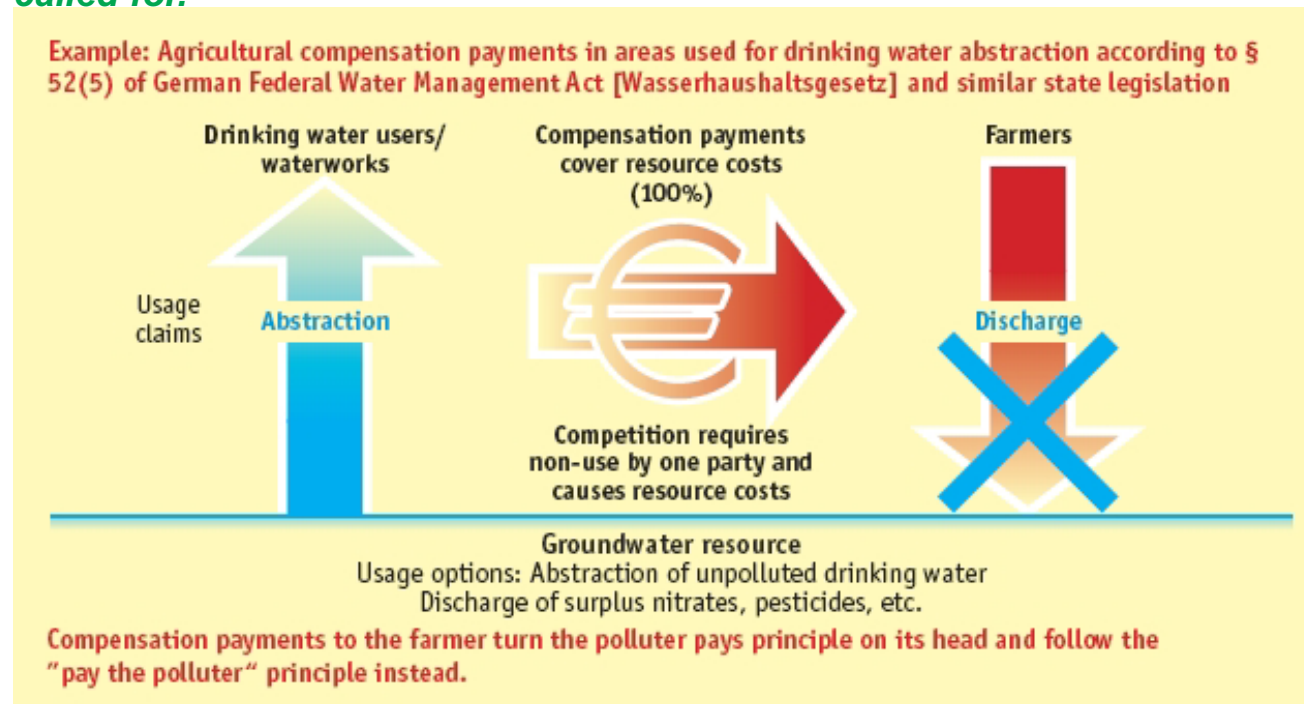 called for.
Example: Agricultural compensation payments in areas used for drinking water abstraction according to §
52(5) of German Federal Water Management Act [Wasserhaushaltsgesetz] and similar state legislation
Drinking water users/
waterworks
Compensation payments
cover resource costs
(100%)
Farmers
Usage
claims
Abstraction
Discharge
Competition requires
non-use by one party and
causes resource costs
Groundwater resource
Usage options: Abstraction of unpolluted drinking water
Discharge of surplus nitrates, pesticides, etc.
Compensation payments to the farmer turn the polluter pays principle on its head and follow the
”pay the polluter“ principle instead.